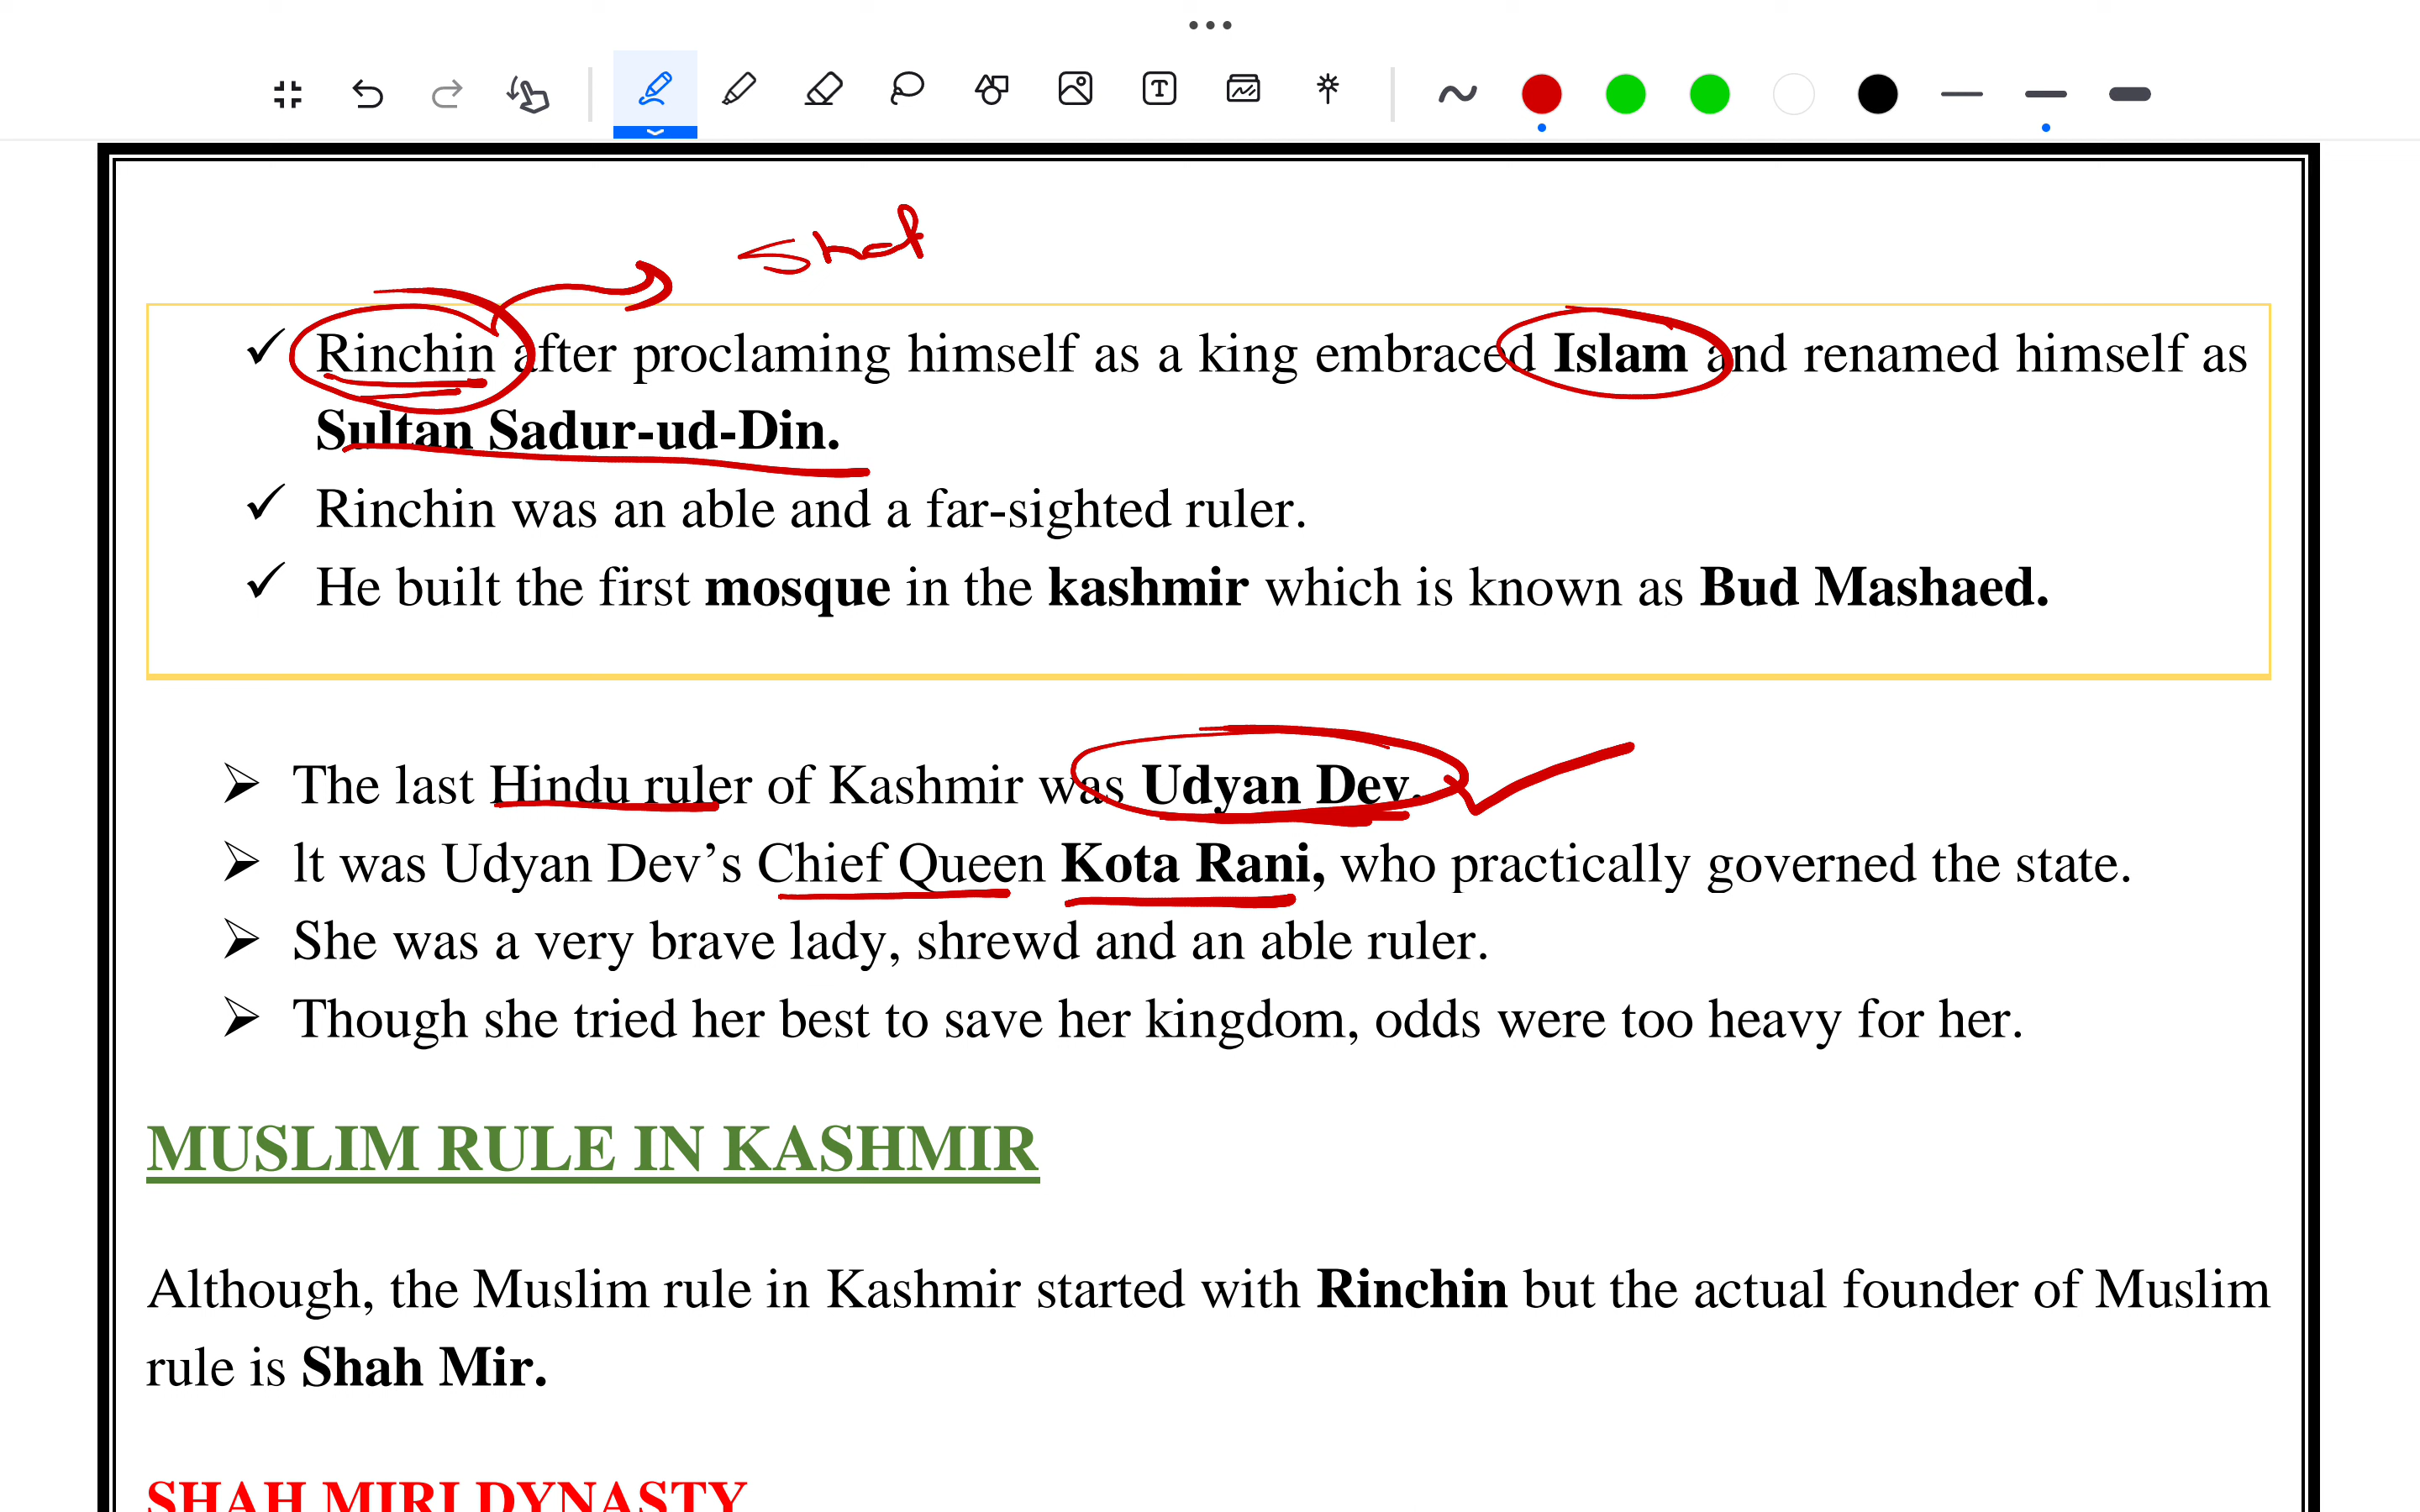 Rinchin after proclaming himself as a king embraced Islam and renamed himself as
Sultan Sadur-ud-Din.
Rinchin was an able and a far-sighted ruler.
He built the first mosque in the kashmir which is known as Bud Mashaed.
The last Hindu ruler of Kashmir was Udyan Dev.
lt was Udyan Dev’s Chief Queen Kota Rani, who practically governed the state.
She was a very brave lady, shrewd and an able ruler.
Though she tried her best to save her kingdom, odds were too heavy for her.
MUSLIM RULE IN KASHMIR
Although, the Muslim rule in Kashmir started with Rinchin but the actual founder of Muslim
rule is Shah Mir.
SHAH MIRI DYNASTY